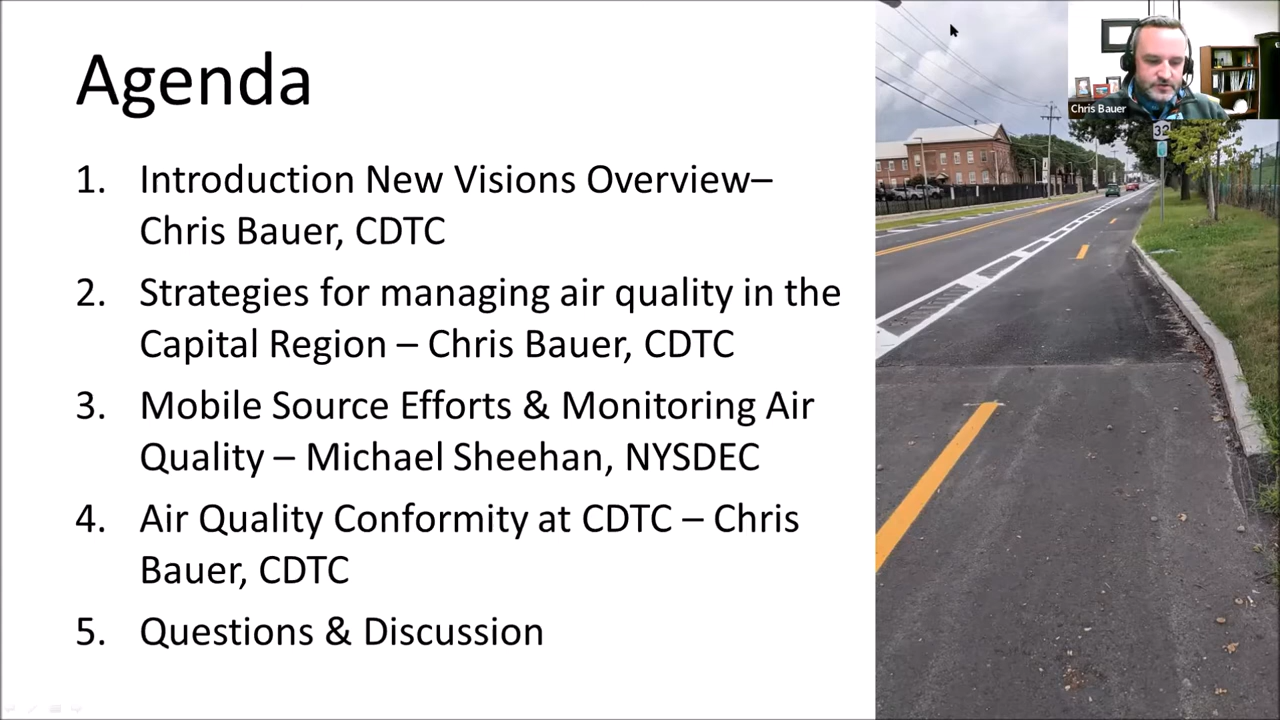 Agenda
1. Introduction New Visions Overview–
Chris Bauer, CDTC
2. Strategies for managing air quality in the
Capital Region – Chris Bauer, CDTC
3. Mobile Source Efforts & Monitoring Air
Quality – Michael Sheehan, NYSDEC
4. Air Quality Conformity at CDTC – Chris
Bauer, CDTC
5. Questions & Discussion
Chris Bauer
32